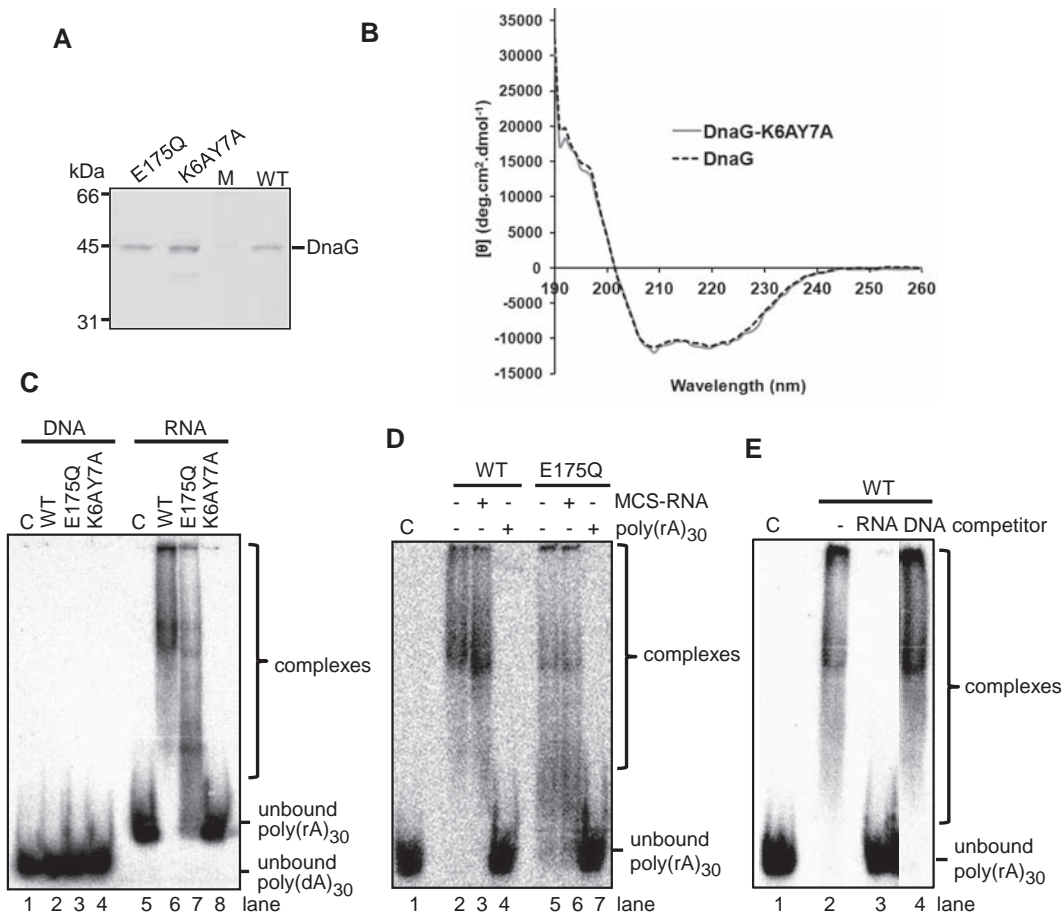 A
kDa
E175Q
K6AY7A
M
WT
66
45
31
DnaG
B
35000
30000
25000
20000
15000
10000
5000
0
-5000
-10000
-15000
[θ] (deg.cm².dmol⁻¹)
DnaG-K6AY7A
DnaG
190 200 210 220 230 240 250 260
Wavelength (nm)
C
DNA RNA
C WT E175Q K6AY7A C WT E175Q K6AY7A
complexes
unbound
poly(rA)30
unbound
poly(dA)30
1 2 3 4 5 6 7 8 lane
D
WT E175Q
- + - - + - MCS-RNA
C - - + - - + poly(rA)30
complexes
unbound
poly(rA)30
1 2 3 4 5 6 7 lane
E
WT
C - RNA DNA competitor
complexes
unbound
poly(rA)30
1 2 3 4 lane